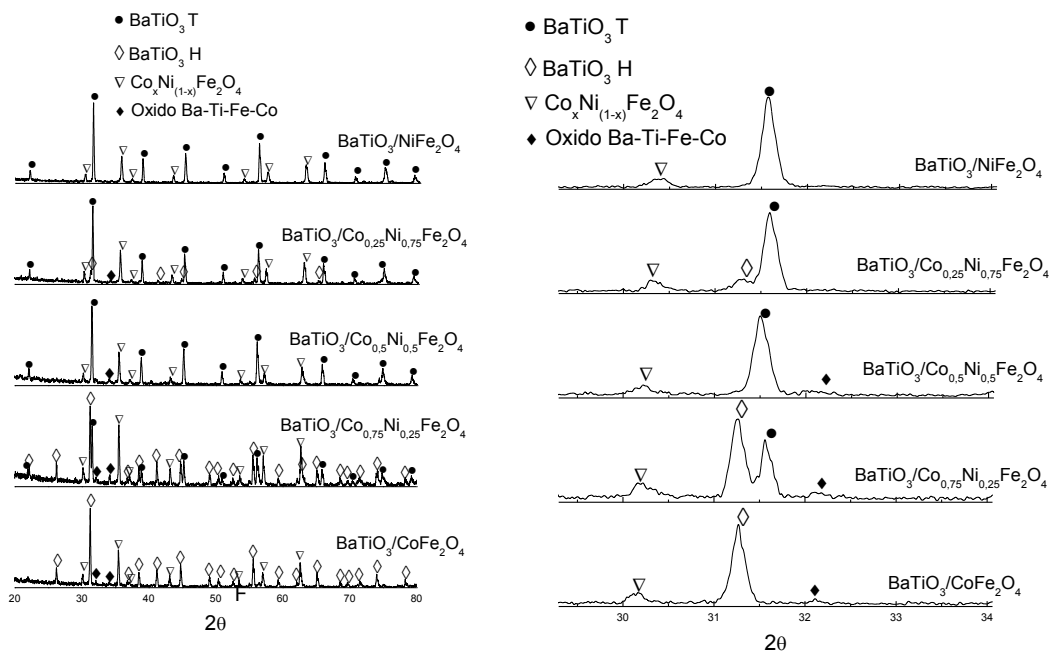 ● BaTiO₃ T
◇ BaTiO₃ H
▽ CoₓNi₍₁₋ₓ₎Fe₂O₄
♦ Oxido Ba-Ti-Fe-Co
BaTiO₃/NiFe₂O₄
BaTiO₃/Co₀,₂₅Ni₀,₇₅Fe₂O₄
BaTiO₃/Co₀,₅Ni₀,₅Fe₂O₄
BaTiO₃/Co₀,₇₅Ni₀,₂₅Fe₂O₄
BaTiO₃/CoFe₂O₄
20 30 40 50 60 70 80
2θ
● BaTiO₃ T
◇ BaTiO₃ H
▽ CoₓNi₍₁₋ₓ₎Fe₂O₄
♦ Oxido Ba-Ti-Fe-Co
BaTiO₃/NiFe₂O₄
BaTiO₃/Co₀,₂₅Ni₀,₇₅Fe₂O₄
BaTiO₃/Co₀,₅Ni₀,₅Fe₂O₄
BaTiO₃/Co₀,₇₅Ni₀,₂₅Fe₂O₄
BaTiO₃/CoFe₂O₄
30 31 32 33 34
2θ